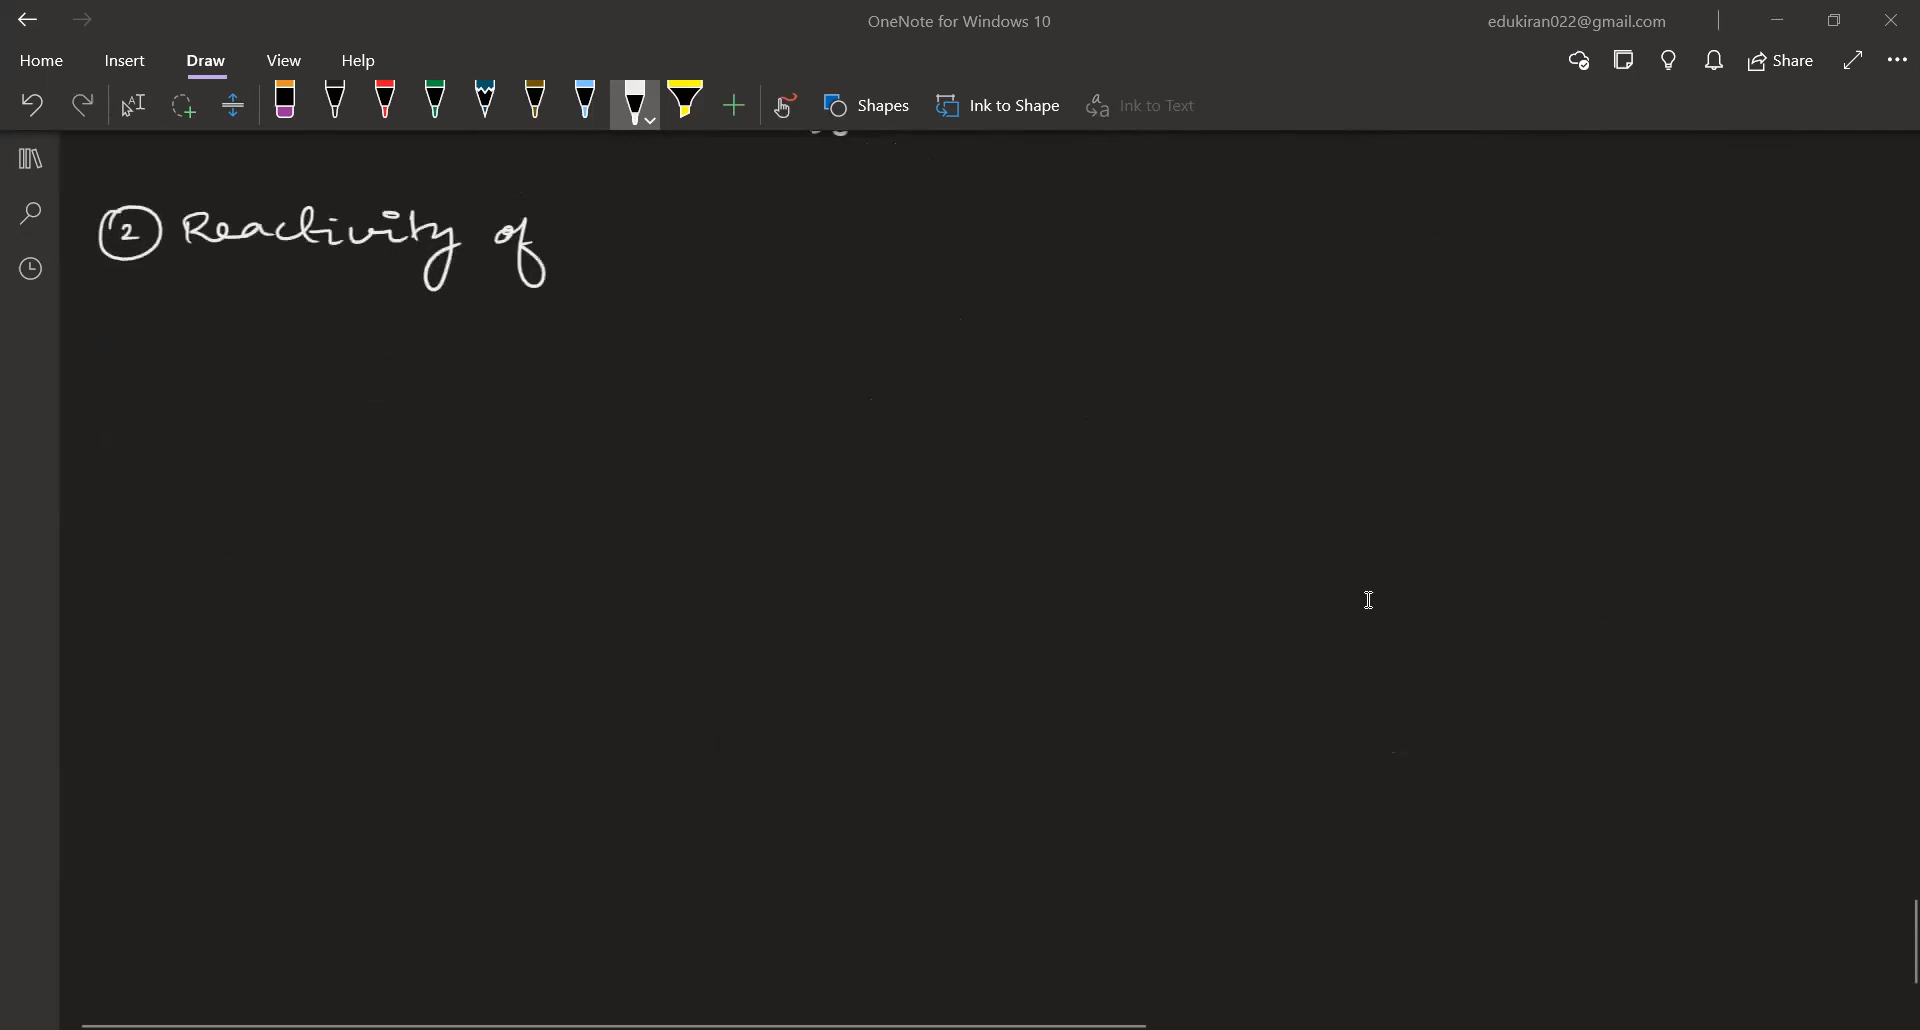 OneNote for Windows 10
edukiran022@gmail.com
Home Insert Draw View Help
Share
Shapes
Ink to Shape
Ink to Text
② Reactivity of